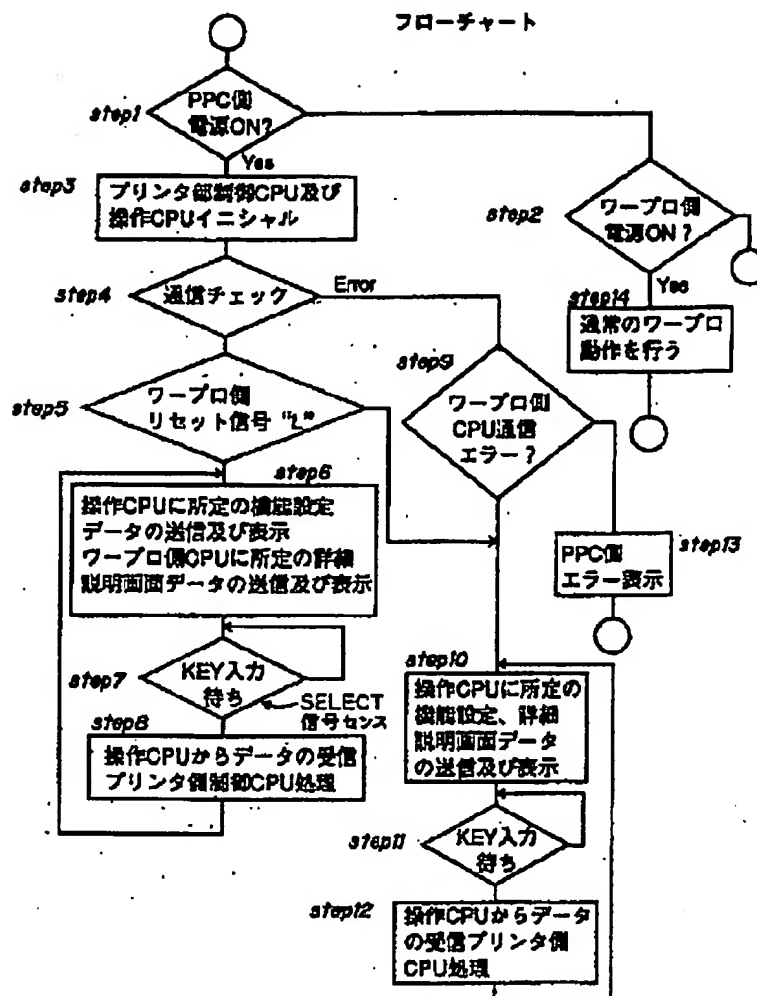 フローチャート
step1
PPC側
電源ON?
Yes
step3
プリンタ部制御CPU及び
操作CPUイニシャル
step2
ワープロ側
電源ON?
Yes
step14
通常のワープロ
動作を行う
step4
通信チェック
Error
step5
ワープロ側
リセット信号 "L"
step9
ワープロ側
CPU通信
エラー?
step6
操作CPUに所定の機能設定
データの送信及び表示
ワープロ側CPUに所定の詳細
説明画面データの送信及び表示
step13
PPC側
エラー表示
step7
KEY入力
待ち
SELECT
信号センス
step8
操作CPUからデータの受信
プリンタ側制御CPU処理
step10
操作CPUに所定の
機能設定、詳細
説明画面データ
の送信及び表示
step11
KEY入力
待ち
step12
操作CPUからデータ
の受信プリンタ側
CPU処理